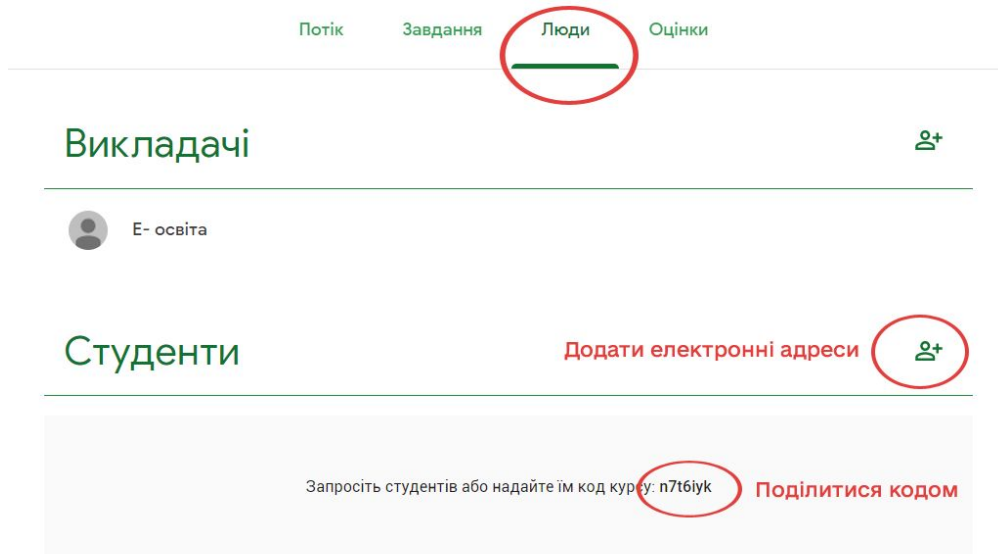 Потік Завдання Люди Оцінки
Викладачі
Е- освіта
Студенти Додати електронні адреси
Запросіть студентів або надайте їм код курсу: n7t6iyk Поділитися кодом